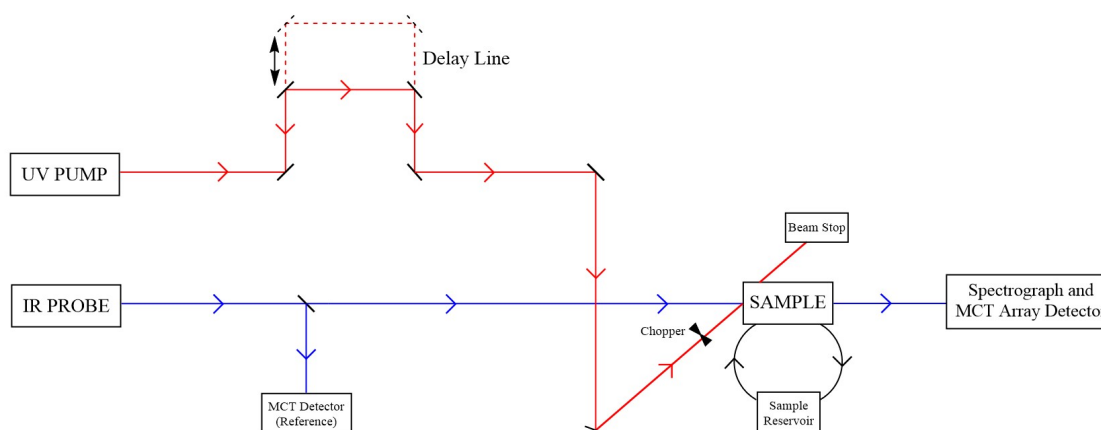 Delay Line
UV PUMP
Beam Stop
IR PROBE
SAMPLE
Spectrograph and
MCT Array Detector
Chopper
MCT Detector
(Reference)
Sample
Reservoir